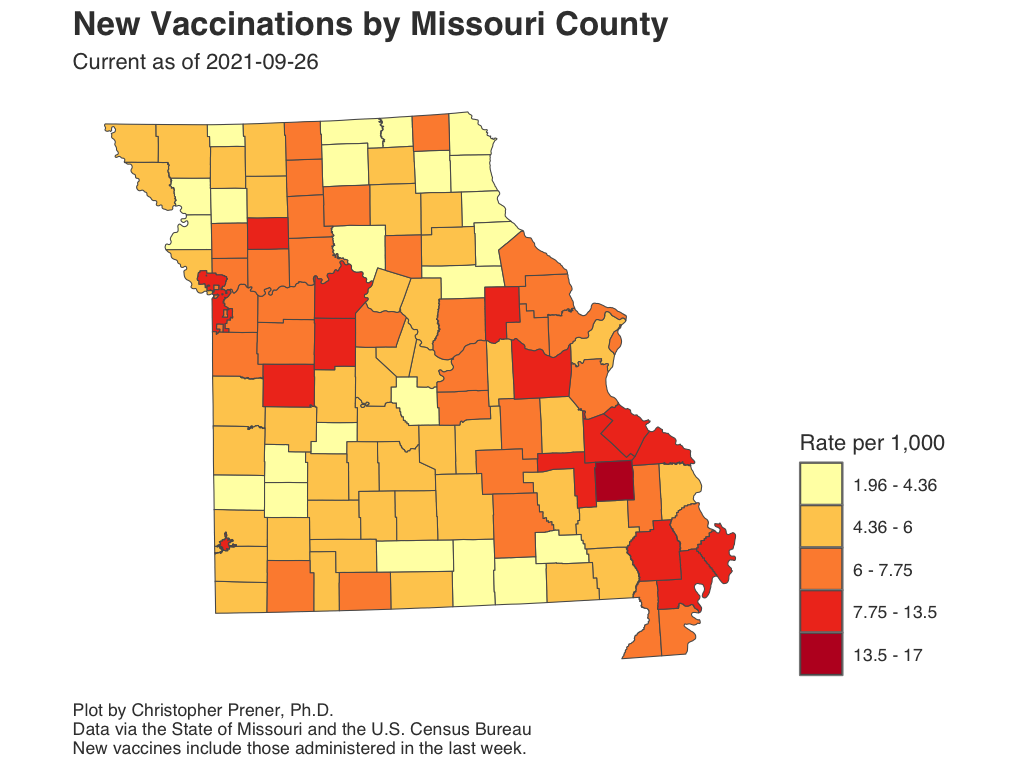 New Vaccinations by Missouri County
Current as of 2021-09-26
Rate per 1,000
1.96 - 4.36
4.36 - 6
6 - 7.75
7.75 - 13.5
13.5 - 17
Plot by Christopher Prener, Ph.D.
Data via the State of Missouri and the U.S. Census Bureau
New vaccines include those administered in the last week.